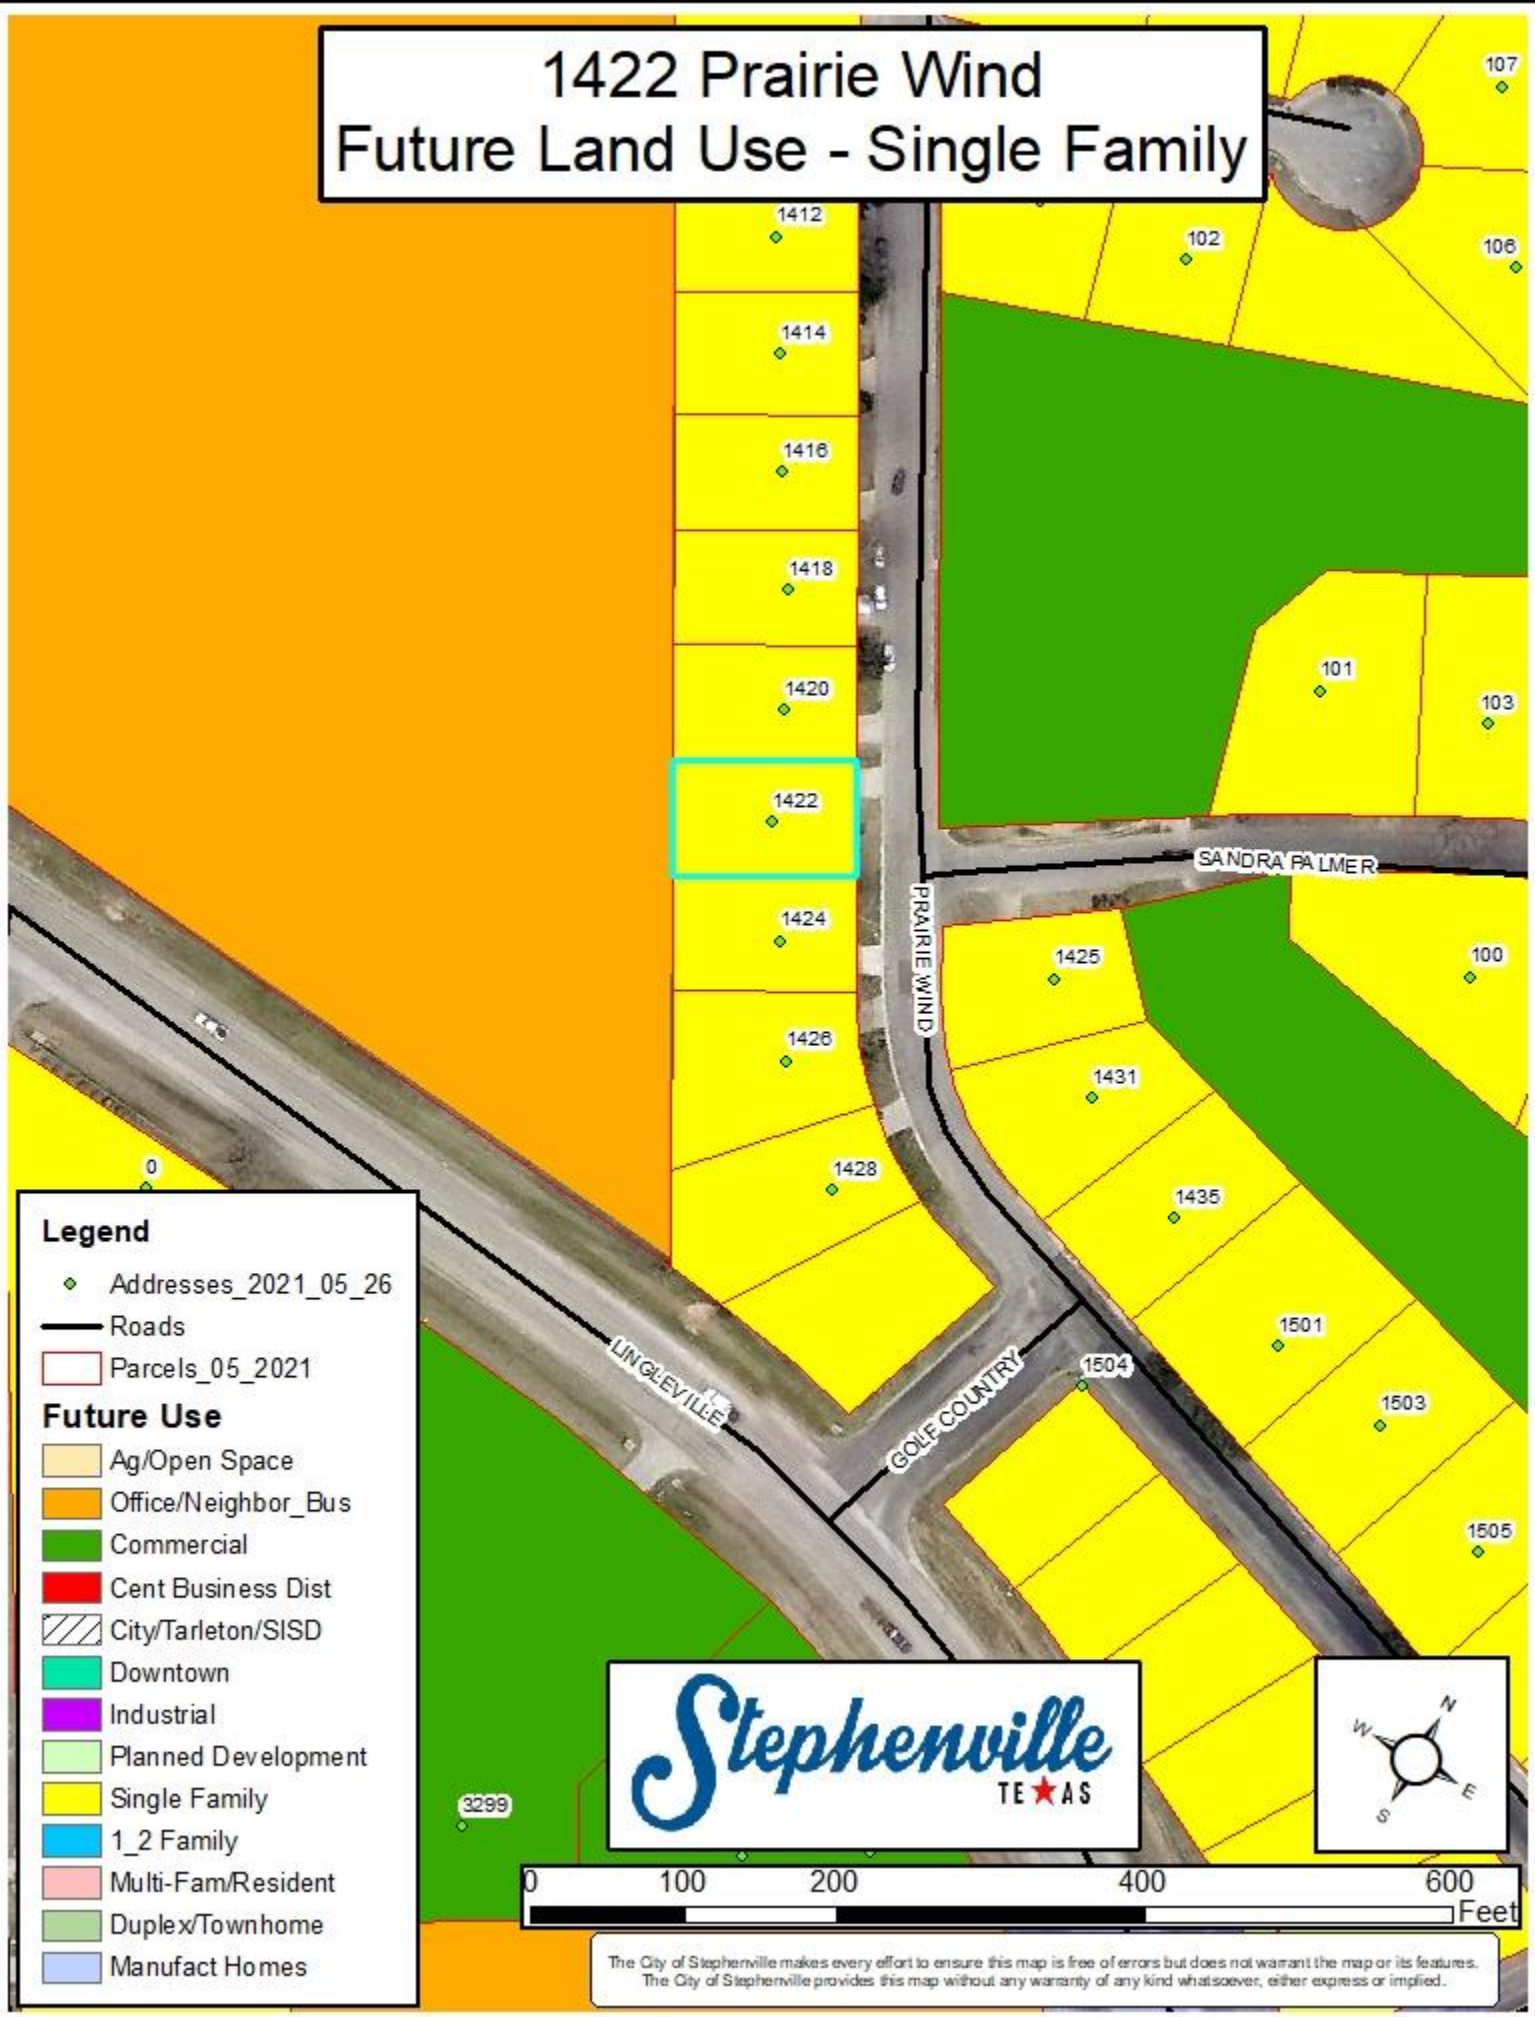 1422 Prairie Wind
Future Land Use - Single Family
107
1412
102
106
1414
1416
1418
101
1420
103
1422
SANDRA PALMER
PRAIRIE WIND
1424
1425
100
1426
1431
0
1428
1435
1501
LINGLEVILLE
GOLF COUNTRY
1504
1503
1505
3299
Legend
Addresses_2021_05_26
Roads
Parcels_05_2021
Future Use
Ag/Open Space
Office/Neighbor_Bus
Commercial
Cent Business Dist
City/Tarleton/SISD
Downtown
Industrial
Planned Development
Single Family
1_2 Family
Multi-Fam/Resident
Duplex/Townhome
Manufact Homes
Stephenville
TEXAS
N
W
E
S
0 100 200 400 600
Feet
The City of Stephenville makes every effort to ensure this map is free of errors but does not warrant the map or its features.
The City of Stephenville provides this map without any warranty of any kind whatsoever, either express or implied.